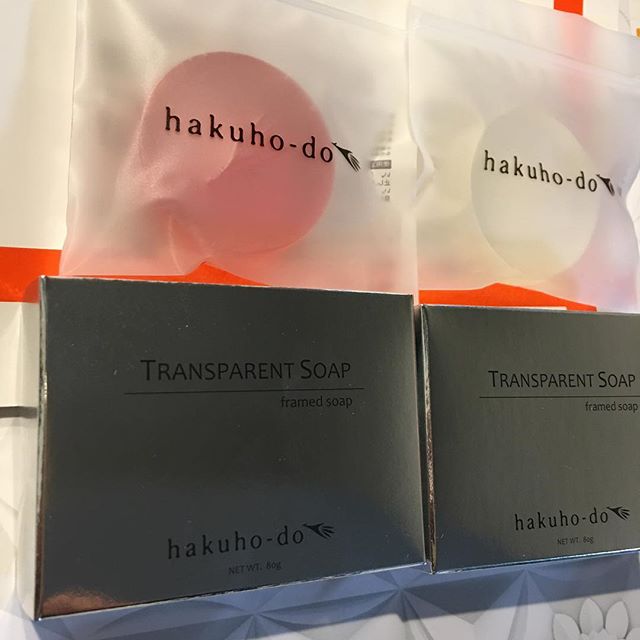 hakuho-do
hakuho-do
TRANSPARENT SOAP
framed soap
hakuho-do
NET WT. 80g
TRANSPARENT SOAP
framed soap
hakuho-do
NET WT. 80g